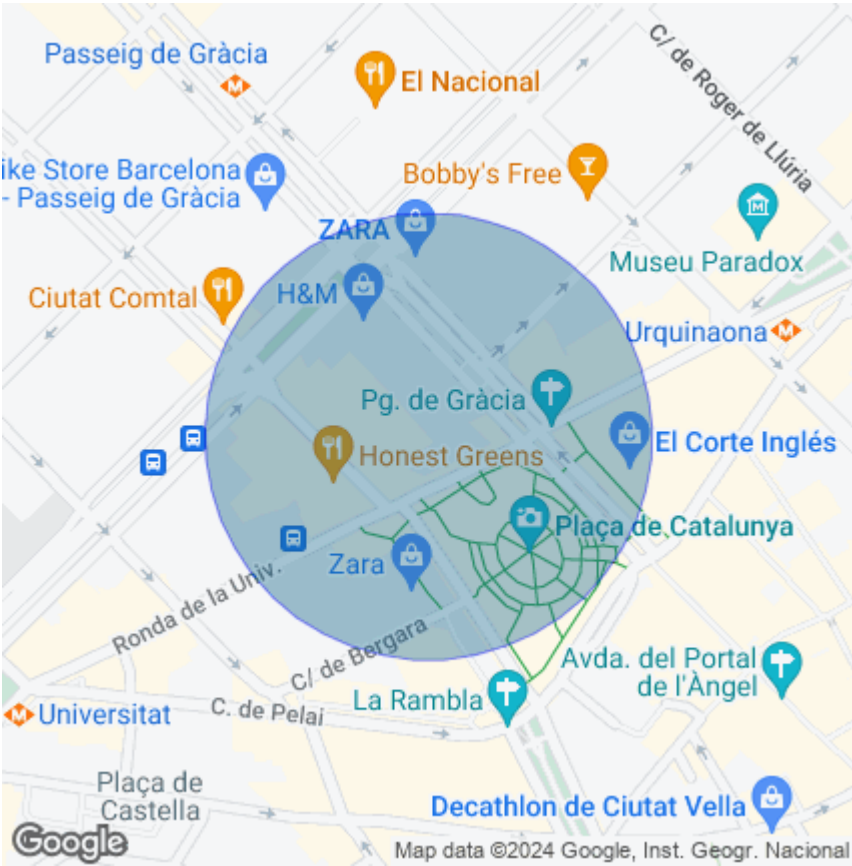 C/ de Roger de Llúria
Passeig de Gràcia
El Nacional
ike Store Barcelona
- Passeig de Gràcia
Bobby's Free
ZARA
Museu Paradox
H&M
Ciutat Comtal
Urquinaona
Pg. de Gràcia
El Corte Inglés
Honest Greens
Plaça de Catalunya
Zara
Ronda de la Univ.
C/ de Bergara
Avda. del Portal
de l'Àngel
La Rambla
C. de Pelai
Universitat
Plaça de
Castella
Decathlon de Ciutat Vella
Google
Map data ©2024 Google, Inst. Geogr. Nacional